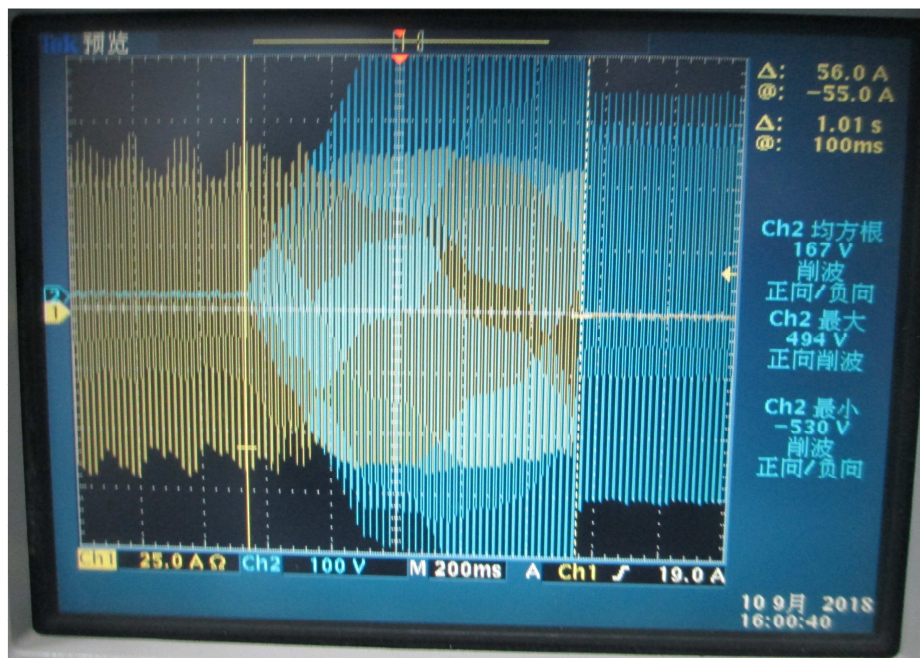 Tek 预览
Δ: 56.0 A
@: −55.0 A
Δ: 1.01 s
@: 100ms
2
1
Ch2 均方根
167 V
削波
正向/负向
Ch2 最大
494 V
正向削波
Ch2 最小
−530 V
削波
正向/负向
Ch1 25.0 A Ω Ch2 100 V M 200ms A Ch1 ʃ 19.0 A
10 9月 2018
16:00:40